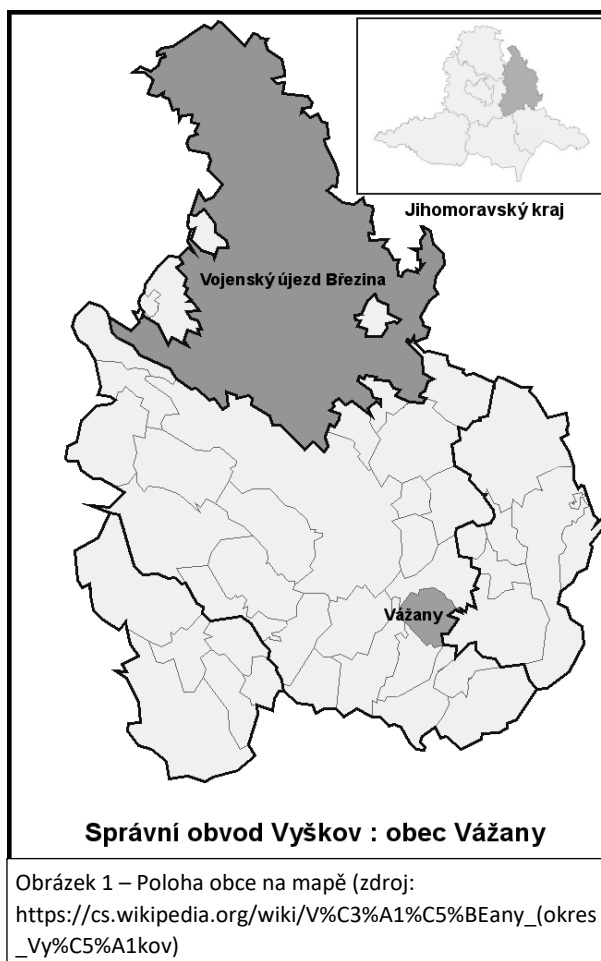 Jihomoravský kraj
Vojenský újezd Březina
Vážany
Správní obvod Vyškov : obec Vážany
Obrázek 1 – Poloha obce na mapě (zdroj:
https://cs.wikipedia.org/wiki/V%C3%A1%C5%BEany_(okres
_Vy%C5%A1kov)